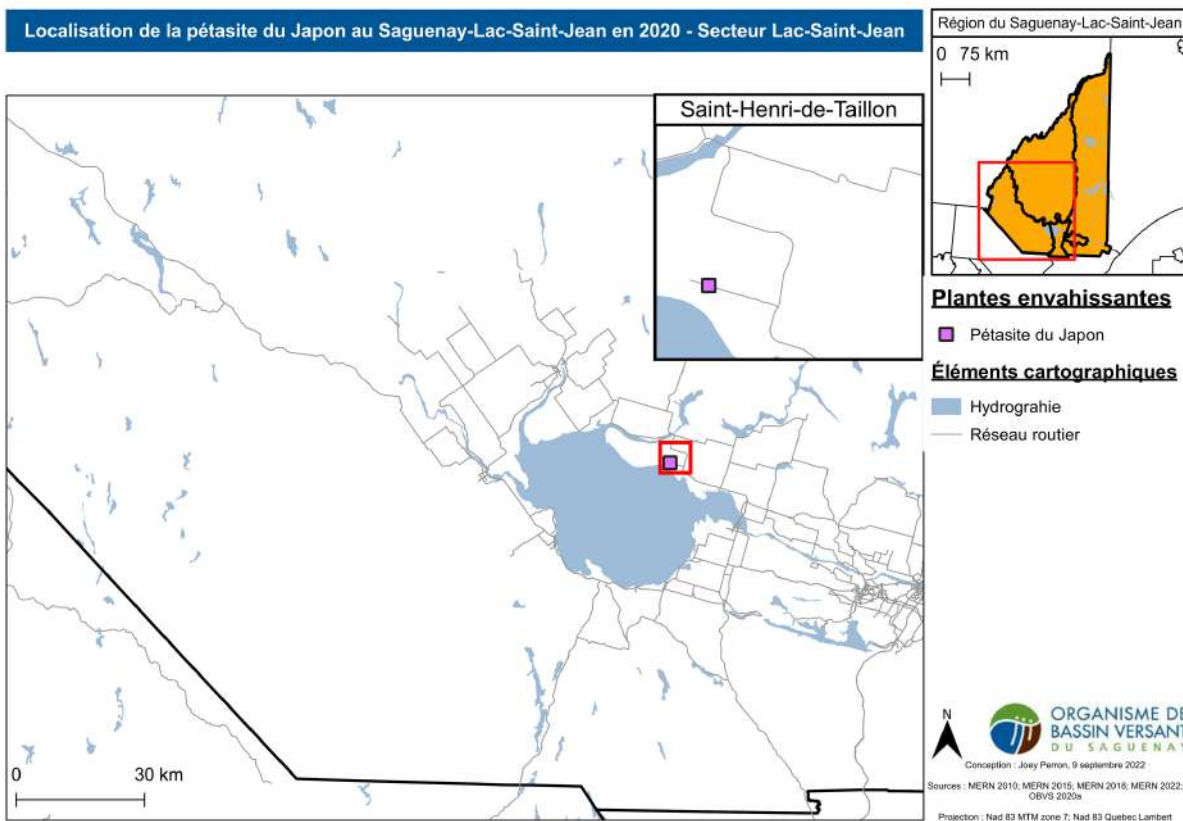 Localisation de la pétasite du Japon au Saguenay-Lac-Saint-Jean en 2020 - Secteur Lac-Saint-Jean
Région du Saguenay-Lac-Saint-Jean
0 75 km
Saint-Henri-de-Taillon
Plantes envahissantes
Pétasite du Japon
Éléments cartographiques
Hydrograhie
Réseau routier
0 30 km
N
ORGANISME DE
BASSIN VERSANT
DU SAGUENAY
Conception : Joey Perron, 9 septembre 2022
Sources : MERN 2010; MERN 2015; MERN 2018; MERN 2022;
OBVS 2020a
Projection : Nad 83 MTM zone 7; Nad 83 Quebec Lambert